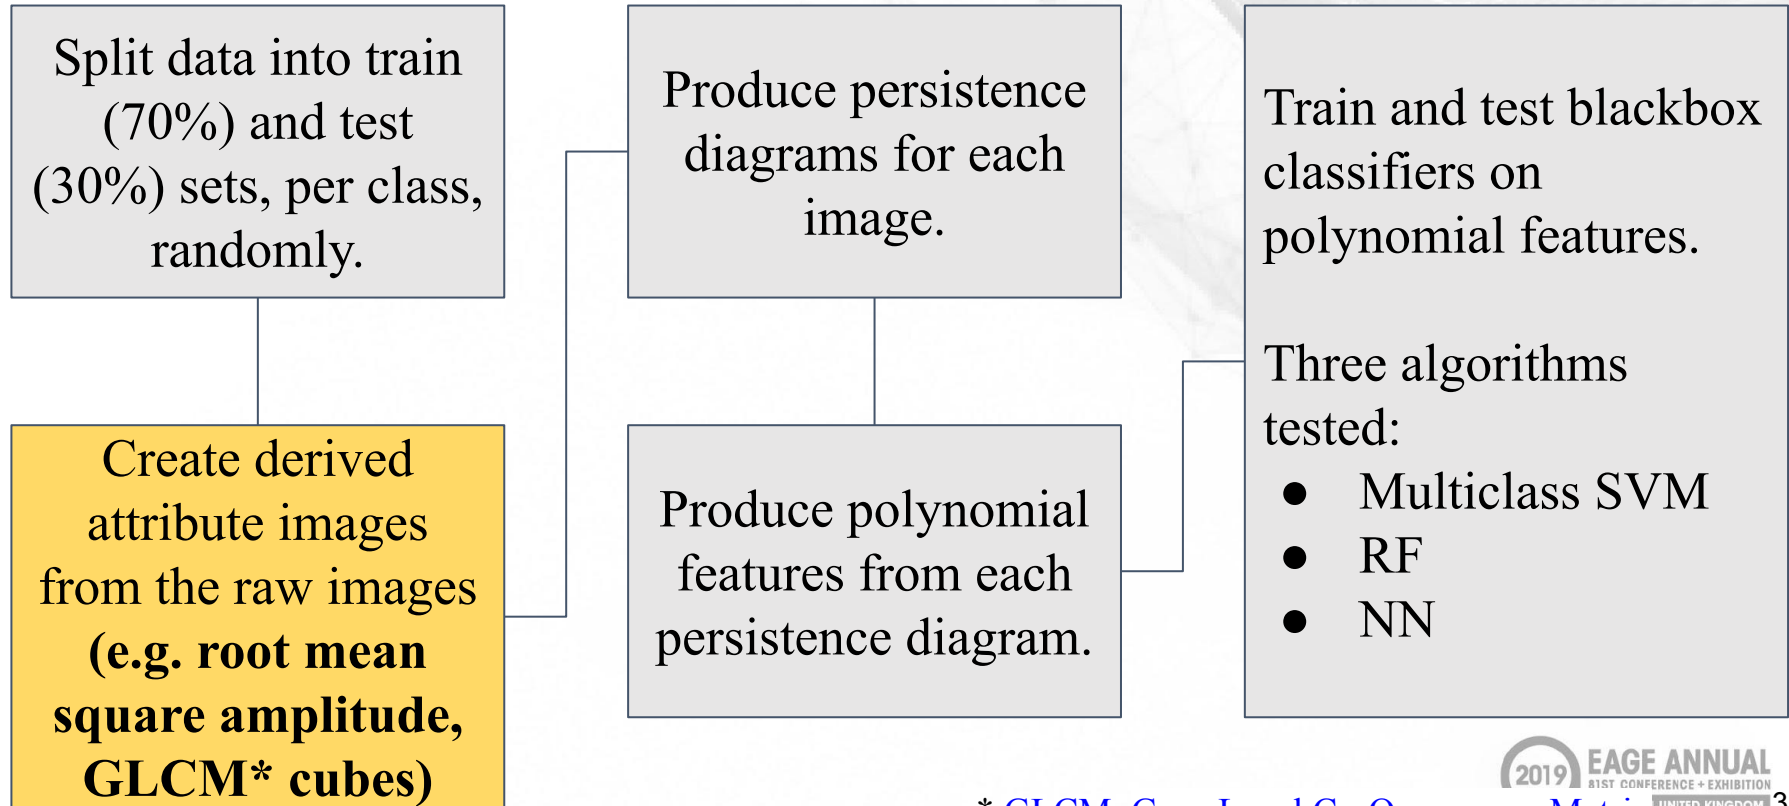 Split data into train
(70%) and test
(30%) sets, per class,
randomly.
Create derived
attribute images
from the raw images
(e.g. root mean
square amplitude,
GLCM* cubes)
Produce persistence
diagrams for each
image.
Produce polynomial
features from each
persistence diagram.
Train and test blackbox
classifiers on
polynomial features.
Three algorithms
tested:
● Multiclass SVM
● RF
● NN
2019 EAGE ANNUAL
81ST CONFERENCE + EXHIBITION
UNITED KINGDOM
3